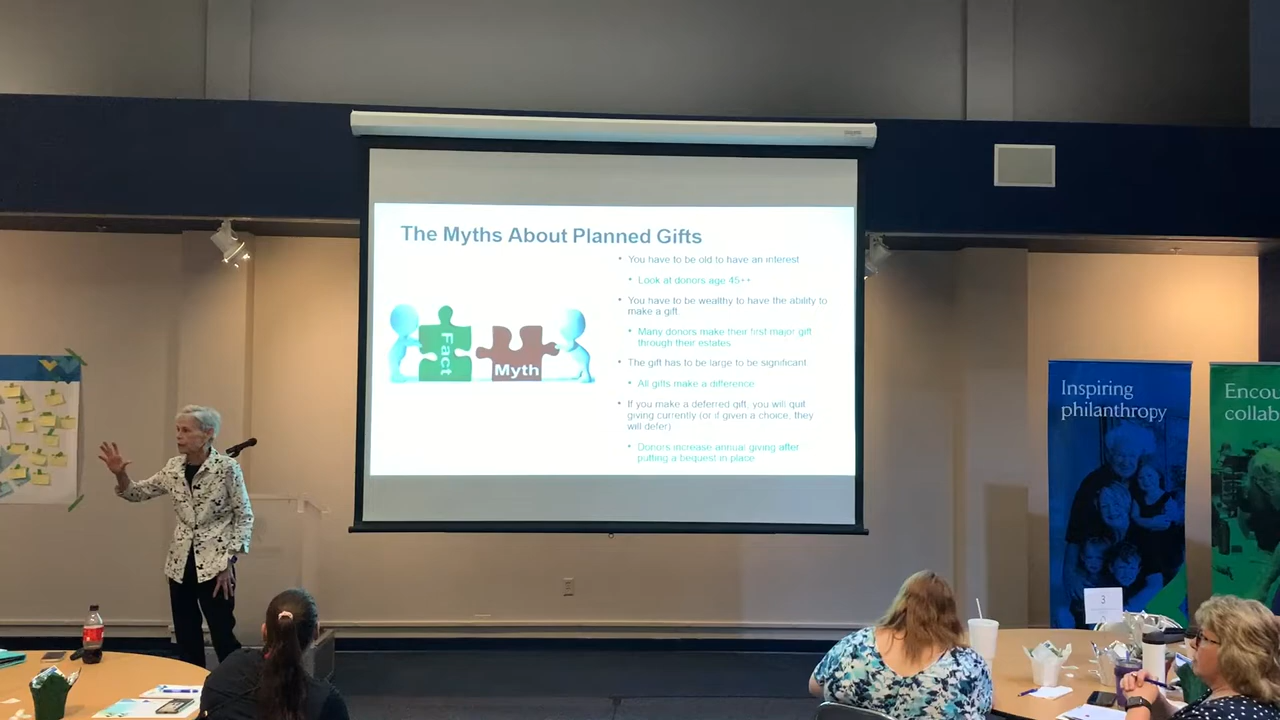 The Myths About Planned Gifts
• You have to be old to have an interest
• Look at donors age 45++
• You have to be wealthy to have the ability to
make a gift.
• Many donors make their first major gift
through their estates
• The gift has to be large to be significant
• All gifts make a difference
• If you make a deferred gift, you will quit
giving currently (or if given a choice, they
will defer)
• Donors increase annual giving after
putting a bequest in place
Fact
Myth
Inspiring
philanthropy
Encou
collab
3